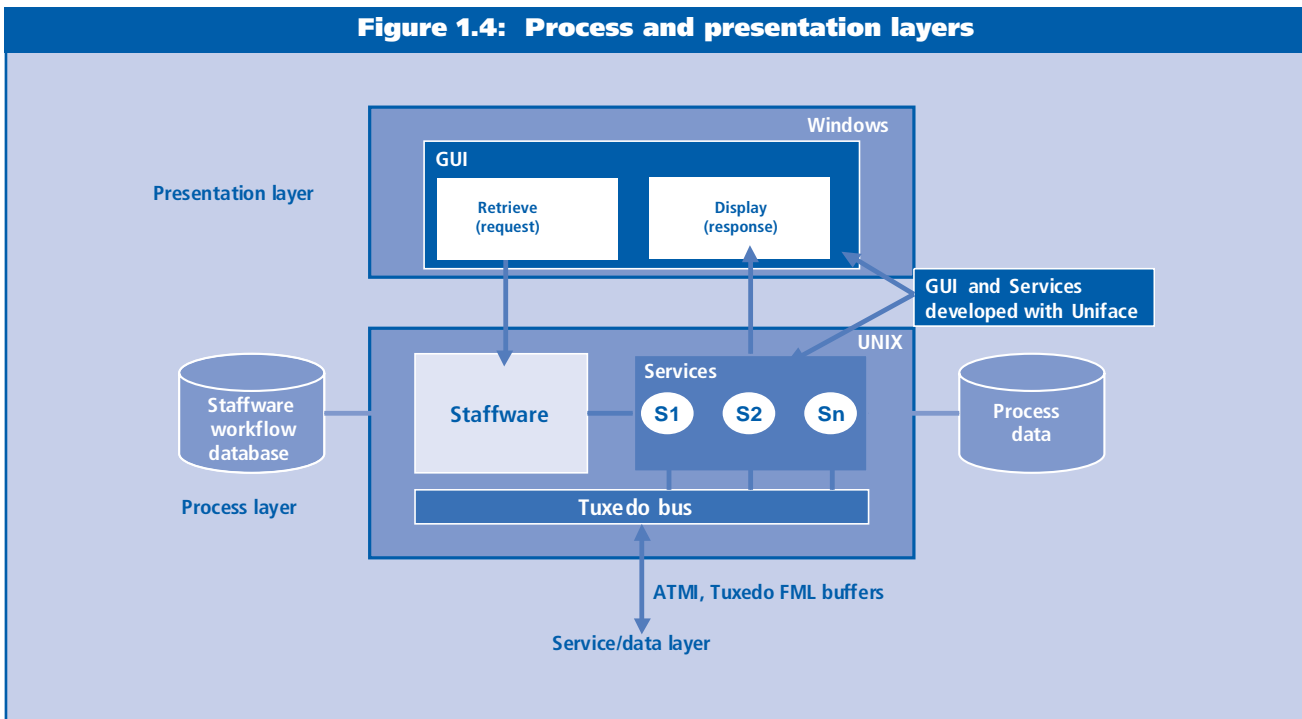 Figure 1.4: Process and presentation layers
Windows
GUI
Presentation layer
Retrieve
(request)
Display
(response)
GUI and Services
developed with Uniface
UNIX
Staffware
workflow
database
Staffware
Services
S1 S2 Sn
Process
data
Process layer
Tuxedo bus
ATMI, Tuxedo FML buffers
Service/data layer